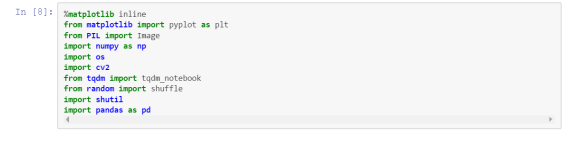 In [8]: %matplotlib inline
from matplotlib import pyplot as plt
from PIL import Image
import numpy as np
import os
import cv2
from tqdm import tqdm_notebook
from random import shuffle
import shutil
import pandas as pd